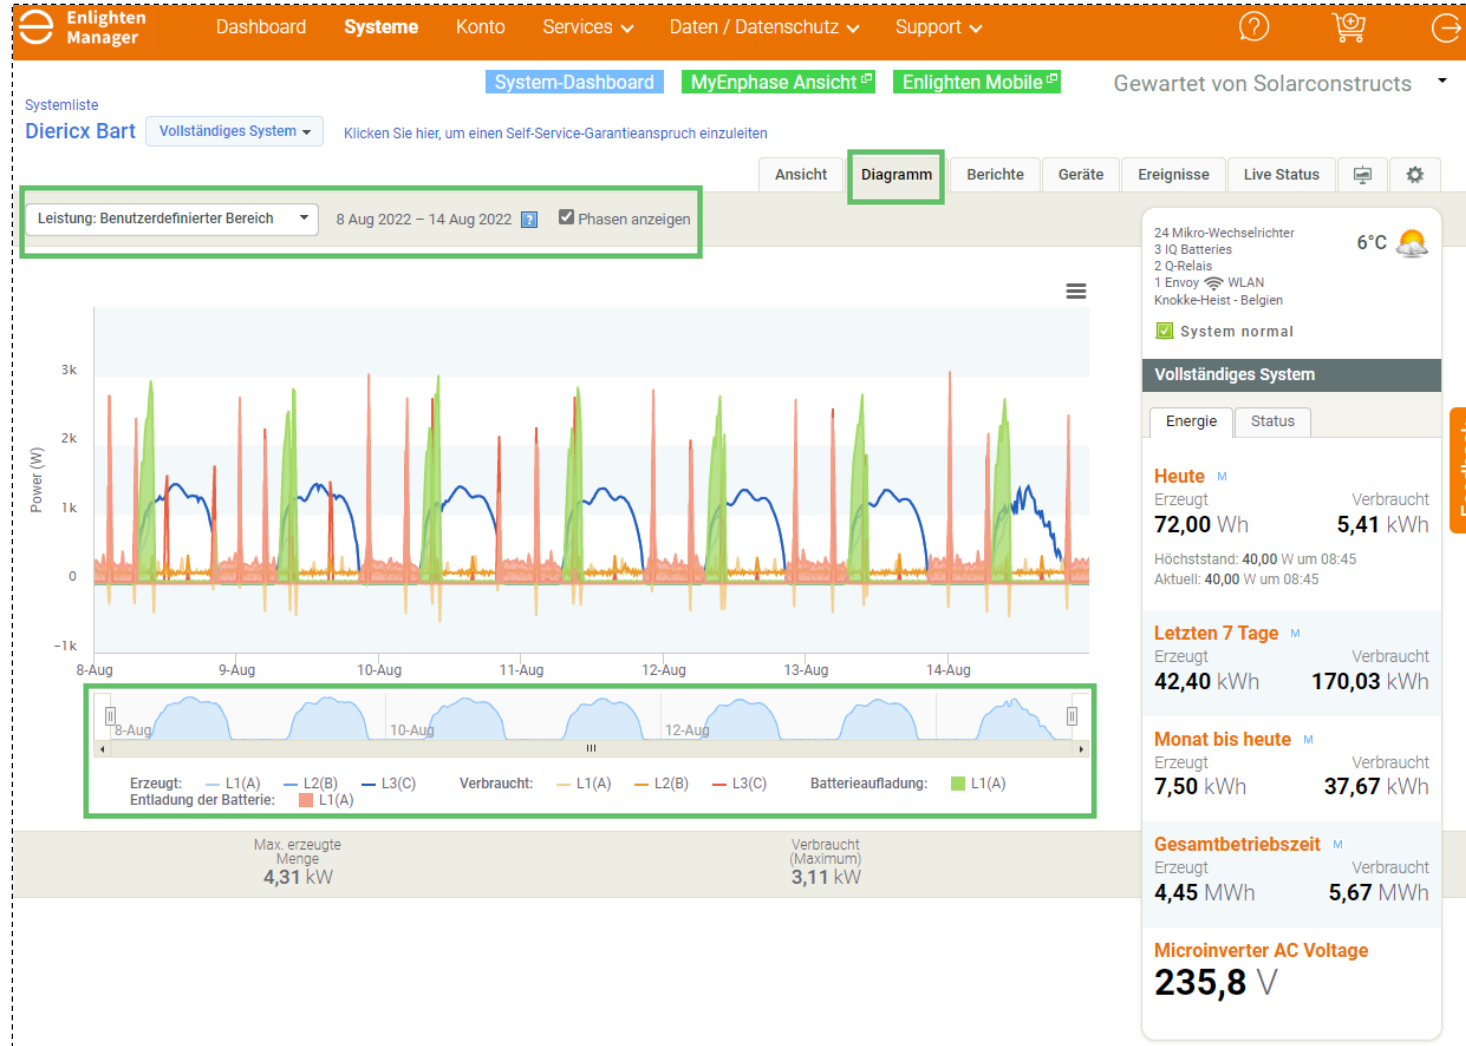 Enlighten
Manager
Dashboard Systeme Konto Services Daten / Datenschutz Support
System-Dashboard MyEnphase Ansicht Enlighten Mobile Gewartet von Solarconstructs
Systemliste
Diericx Bart Vollständiges System Klicken Sie hier, um einen Self-Service-Garantieanspruch einzuleiten
Ansicht Diagramm Berichte Geräte Ereignisse Live Status
Leistung: Benutzerdefinierter Bereich 8 Aug 2022 – 14 Aug 2022 ? Phasen anzeigen
24 Mikro-Wechselrichter
3 IQ Batteries
2 Q-Relais
1 Envoy WLAN
Knokke-Heist - Belgien
6°C
System normal
Vollständiges System
Energie Status
Heute M
Erzeugt Verbraucht
72,00 Wh 5,41 kWh
Höchststand: 40,00 W um 08:45
Aktuell: 40,00 W um 08:45
Letzten 7 Tage M
Erzeugt Verbraucht
42,40 kWh 170,03 kWh
Monat bis heute M
Erzeugt Verbraucht
7,50 kWh 37,67 kWh
Gesamtbetriebszeit M
Erzeugt Verbraucht
4,45 MWh 5,67 MWh
Microinverter AC Voltage
235,8 V
Power (W)
3k
2k
1k
0
-1k
8-Aug 9-Aug 10-Aug 11-Aug 12-Aug 13-Aug 14-Aug
8-Aug 10-Aug 12-Aug
Erzeugt: L1(A) L2(B) L3(C) Verbraucht: L1(A) L2(B) L3(C) Batterieaufladung: L1(A)
Entladung der Batterie: L1(A)
Max. erzeugte
Menge
4,31 kW
Verbraucht
(Maximum)
3,11 kW